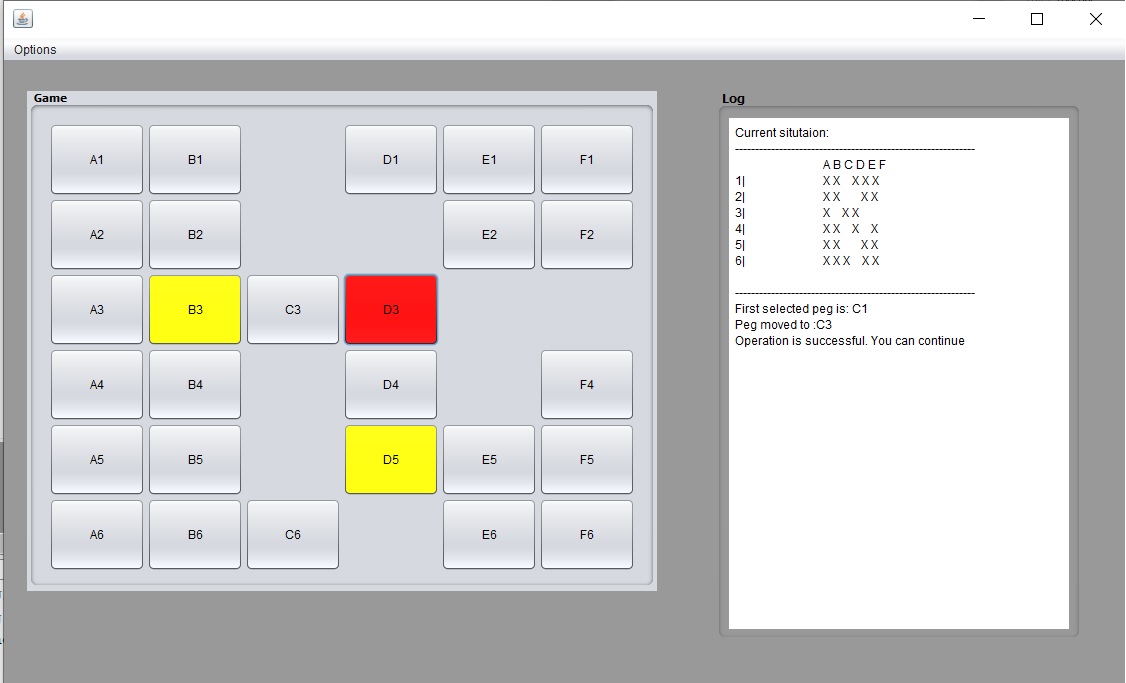 Options
Game
A1 B1 D1 E1 F1
A2 B2 E2 F2
A3 B3 C3 D3
A4 B4 D4 F4
A5 B5 D5 E5 F5
A6 B6 C6 E6 F6
Log
Current situtaion:
------------------------------------------------------------
A B C D E F
1| X X X X X
2| X X X X
3| X X X
4| X X X X
5| X X X X
6| X X X X X
------------------------------------------------------------
First selected peg is: C1
Peg moved to :C3
Operation is successful. You can continue